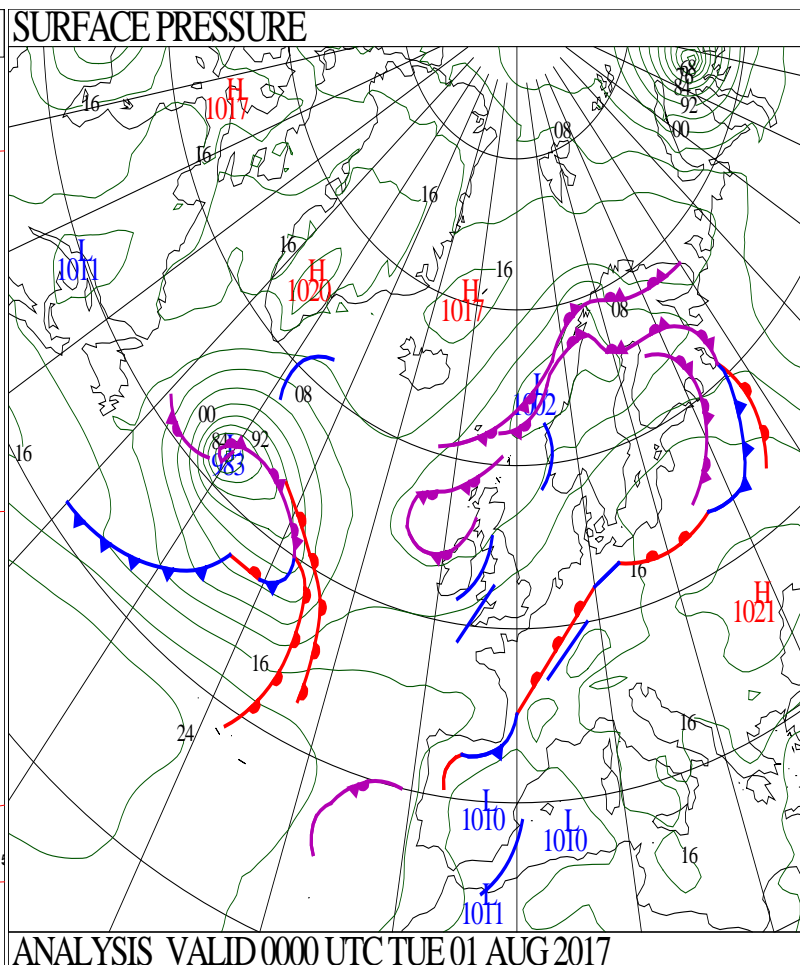 SURFACE PRESSURE
H
1017
16
92
00
08
16
16
16
L
1011
H
1020
16
H
1017
08
L
1002
08
00
92
L
983
16
16
H
1021
16
24
16
L
1010
L
1010
16
L
1011
ANALYSIS VALID 0000 UTC TUE 01 AUG 2017